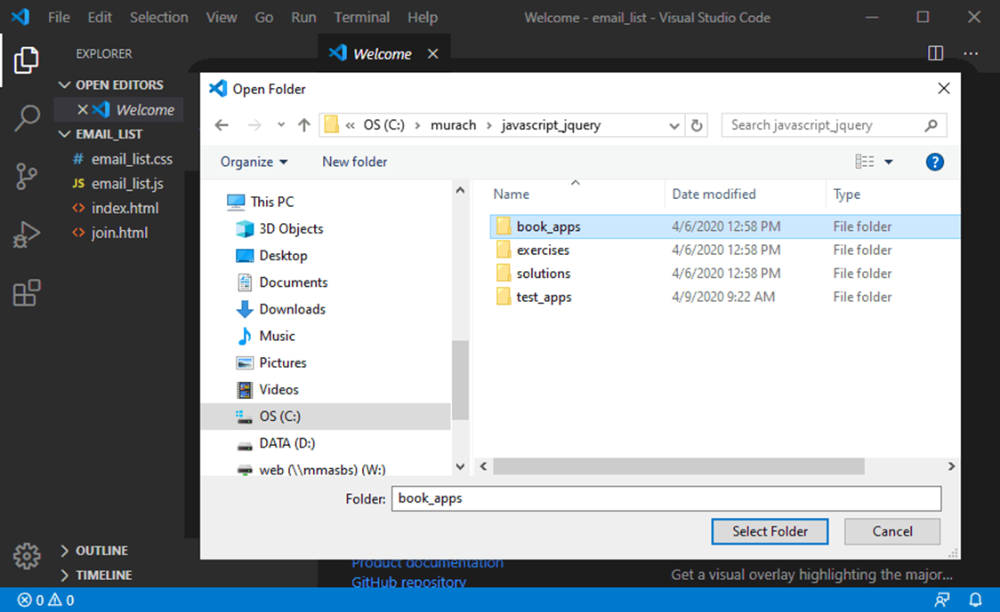 File Edit Selection View Go Run Terminal Help Welcome - email_list - Visual Studio Code
EXPLORER
Welcome
OPEN EDITORS
Welcome
EMAIL_LIST
# email_list.css
JS email_list.js
<> index.html
<> join.html
OUTLINE
TIMELINE
Open Folder
« OS (C:) > murach > javascript_jquery
Search javascript_jquery
Organize New folder
?
This PC
3D Objects
Desktop
Documents
Downloads
Music
Pictures
Videos
OS (C:)
DATA (D:)
web (\\mmasbs) (W:)
Name Date modified Type
book_apps 4/6/2020 12:58 PM File folder
exercises 4/6/2020 12:58 PM File folder
solutions 4/6/2020 12:58 PM File folder
test_apps 4/9/2020 9:22 AM File folder
Folder: book_apps
Select Folder Cancel
Product documentation
GitHub repository
Get a visual overlay highlighting the major...
0 0